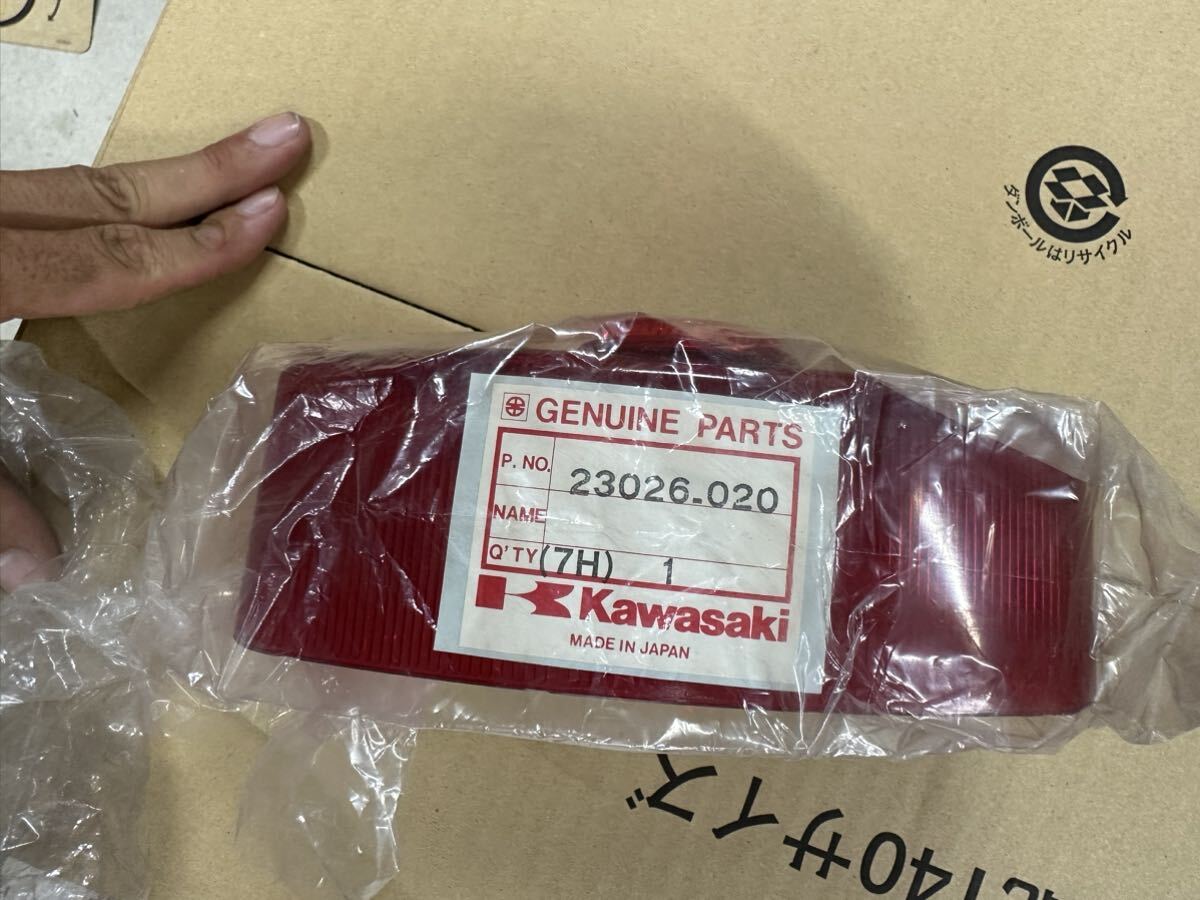 ダンボールはリサイクル
GENUINE PARTS
P. NO. 23026-020
NAME
Q'TY (7H) 1
Kawasaki
MADE IN JAPAN
140サイズ